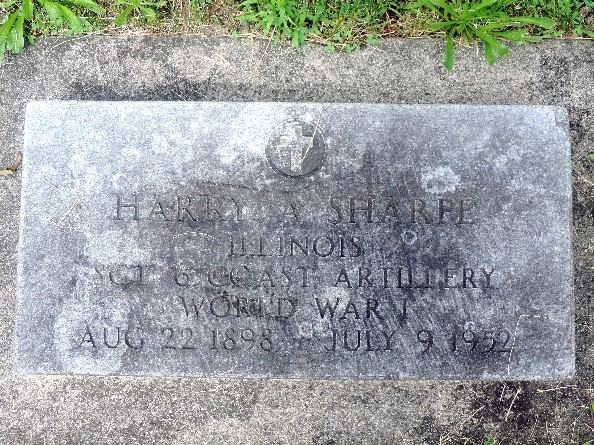 HARRY A SHARPE
ILLINOIS
SGT 6 COAST ARTILLERY
WORLD WAR I
AUG 22 1898 JULY 9 1952